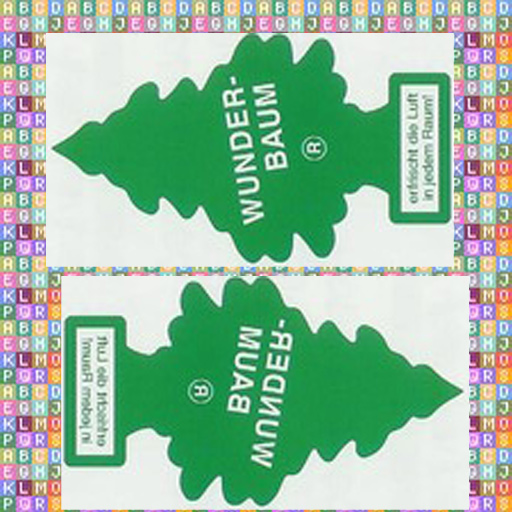 WUNDER-
BAUM
®
erfrischt die Luft
in jedem Raum!
WUNDER-
BAUM
®
erfrischt die Luft
in jedem Raum!